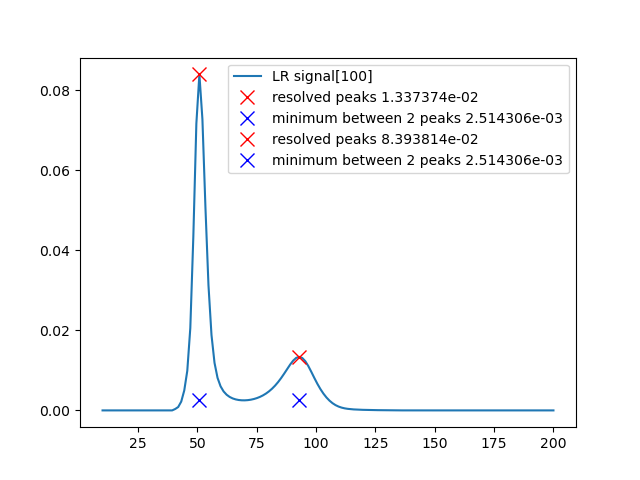 LR signal[100]
resolved peaks 1.337374e-02
minimum between 2 peaks 2.514306e-03
resolved peaks 8.393814e-02
minimum between 2 peaks 2.514306e-03
0.08
0.06
0.04
0.02
0.00
25 50 75 100 125 150 175 200